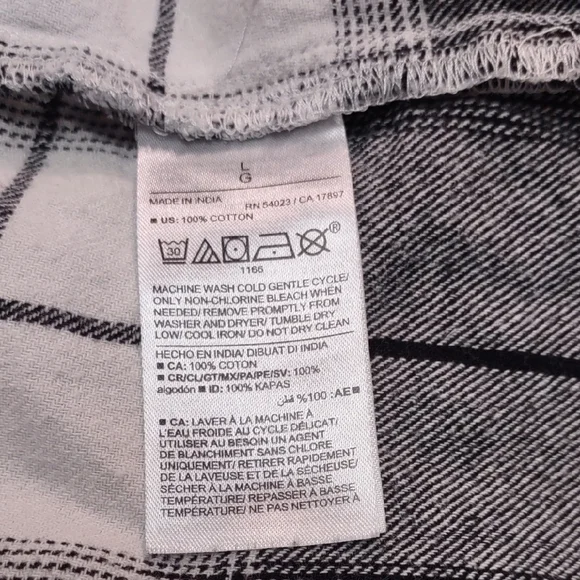 L
G
MADE IN INDIA RN 54023 / CA 17897
■ US: 100% COTTON
30
®
1166
MACHINE WASH COLD GENTLE CYCLE/
ONLY NON-CHLORINE BLEACH WHEN
NEEDED/ REMOVE PROMPTLY FROM
WASHER AND DRYER/ TUMBLE DRY
LOW/ COOL IRON/ DO NOT DRY CLEAN
HECHO EN INDIA/ DIBUAT DI INDIA
■ CA: 100% COTON
■ CR/CL/GT/MX/PA/PE/SV: 100%
algodón ■ ID: 100% KAPAS
■AE: 100% قطن
■ CA: LAVER À LA MACHINE À
L'EAU FROIDE AU CYCLE DÉLICAT/
UTILISER AU BESOIN UN AGENT
DE BLANCHIMENT SANS CHLORE
UNIQUEMENT/ RETIRER RAPIDEMENT
DE LA LAVEUSE ET DE LA SÉCHEUSE/
SÉCHER À LA MACHINE À BASSE
TEMPÉRATURE/ REPASSER À BASSE
TEMPÉRATURE/ NE PAS NETTOYER À